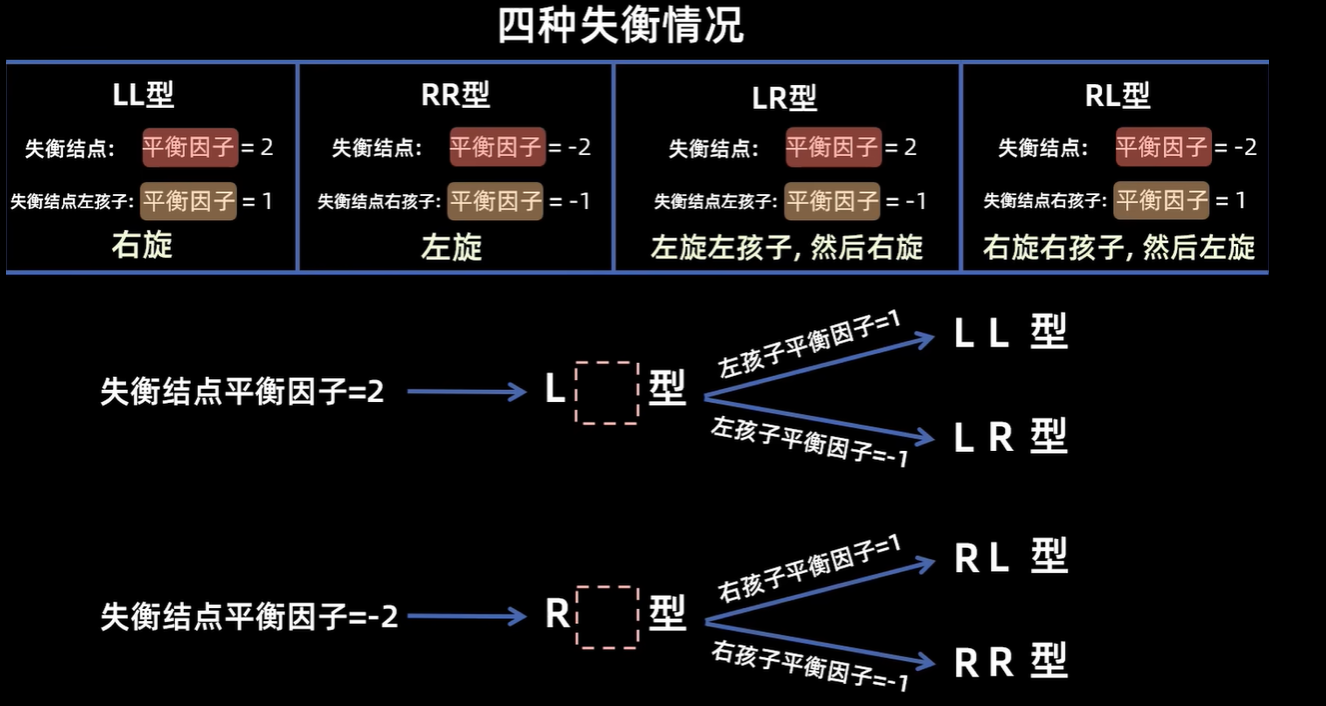 四种失衡情况
LL型
失衡结点: 平衡因子 = 2
失衡结点左孩子: 平衡因子 = 1
右旋
RR型
失衡结点: 平衡因子 = -2
失衡结点右孩子: 平衡因子 = -1
左旋
LR型
失衡结点: 平衡因子 = 2
失衡结点左孩子: 平衡因子 = -1
左旋左孩子, 然后右旋
RL型
失衡结点: 平衡因子 = -2
失衡结点右孩子: 平衡因子 = 1
右旋右孩子, 然后左旋
失衡结点平衡因子=2
L 型
左孩子平衡因子=1
L L 型
左孩子平衡因子=-1
L R 型
失衡结点平衡因子=-2
R 型
右孩子平衡因子=1
R L 型
右孩子平衡因子=-1
R R 型